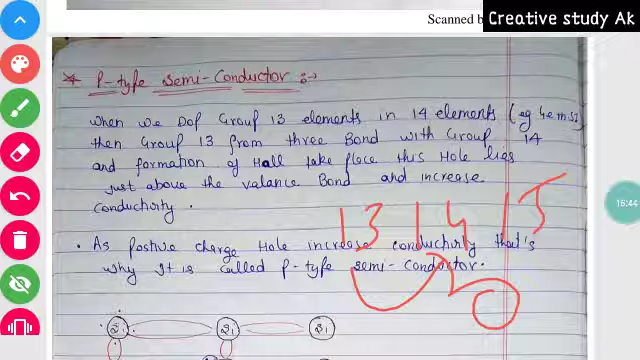 Scanned b
Creative study Ak
* P-type Semi-Conductor :-
When we Dop Group 13 elements in 14 elements (eg Ge in Si
then Group 13 from three Bond with Group 14
and formation of Hall take place this Hole lies
just above the valance Bond and increase
conductirity.
13 14 15
16:44
• As postive charge Hole increase conductirity that's
why It is called P-type semi-conductor.
Si Si Si